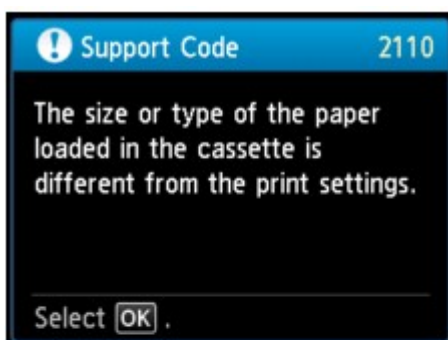 Support Code 2110
The size or type of the paper
loaded in the cassette is
different from the print settings.
Select OK .